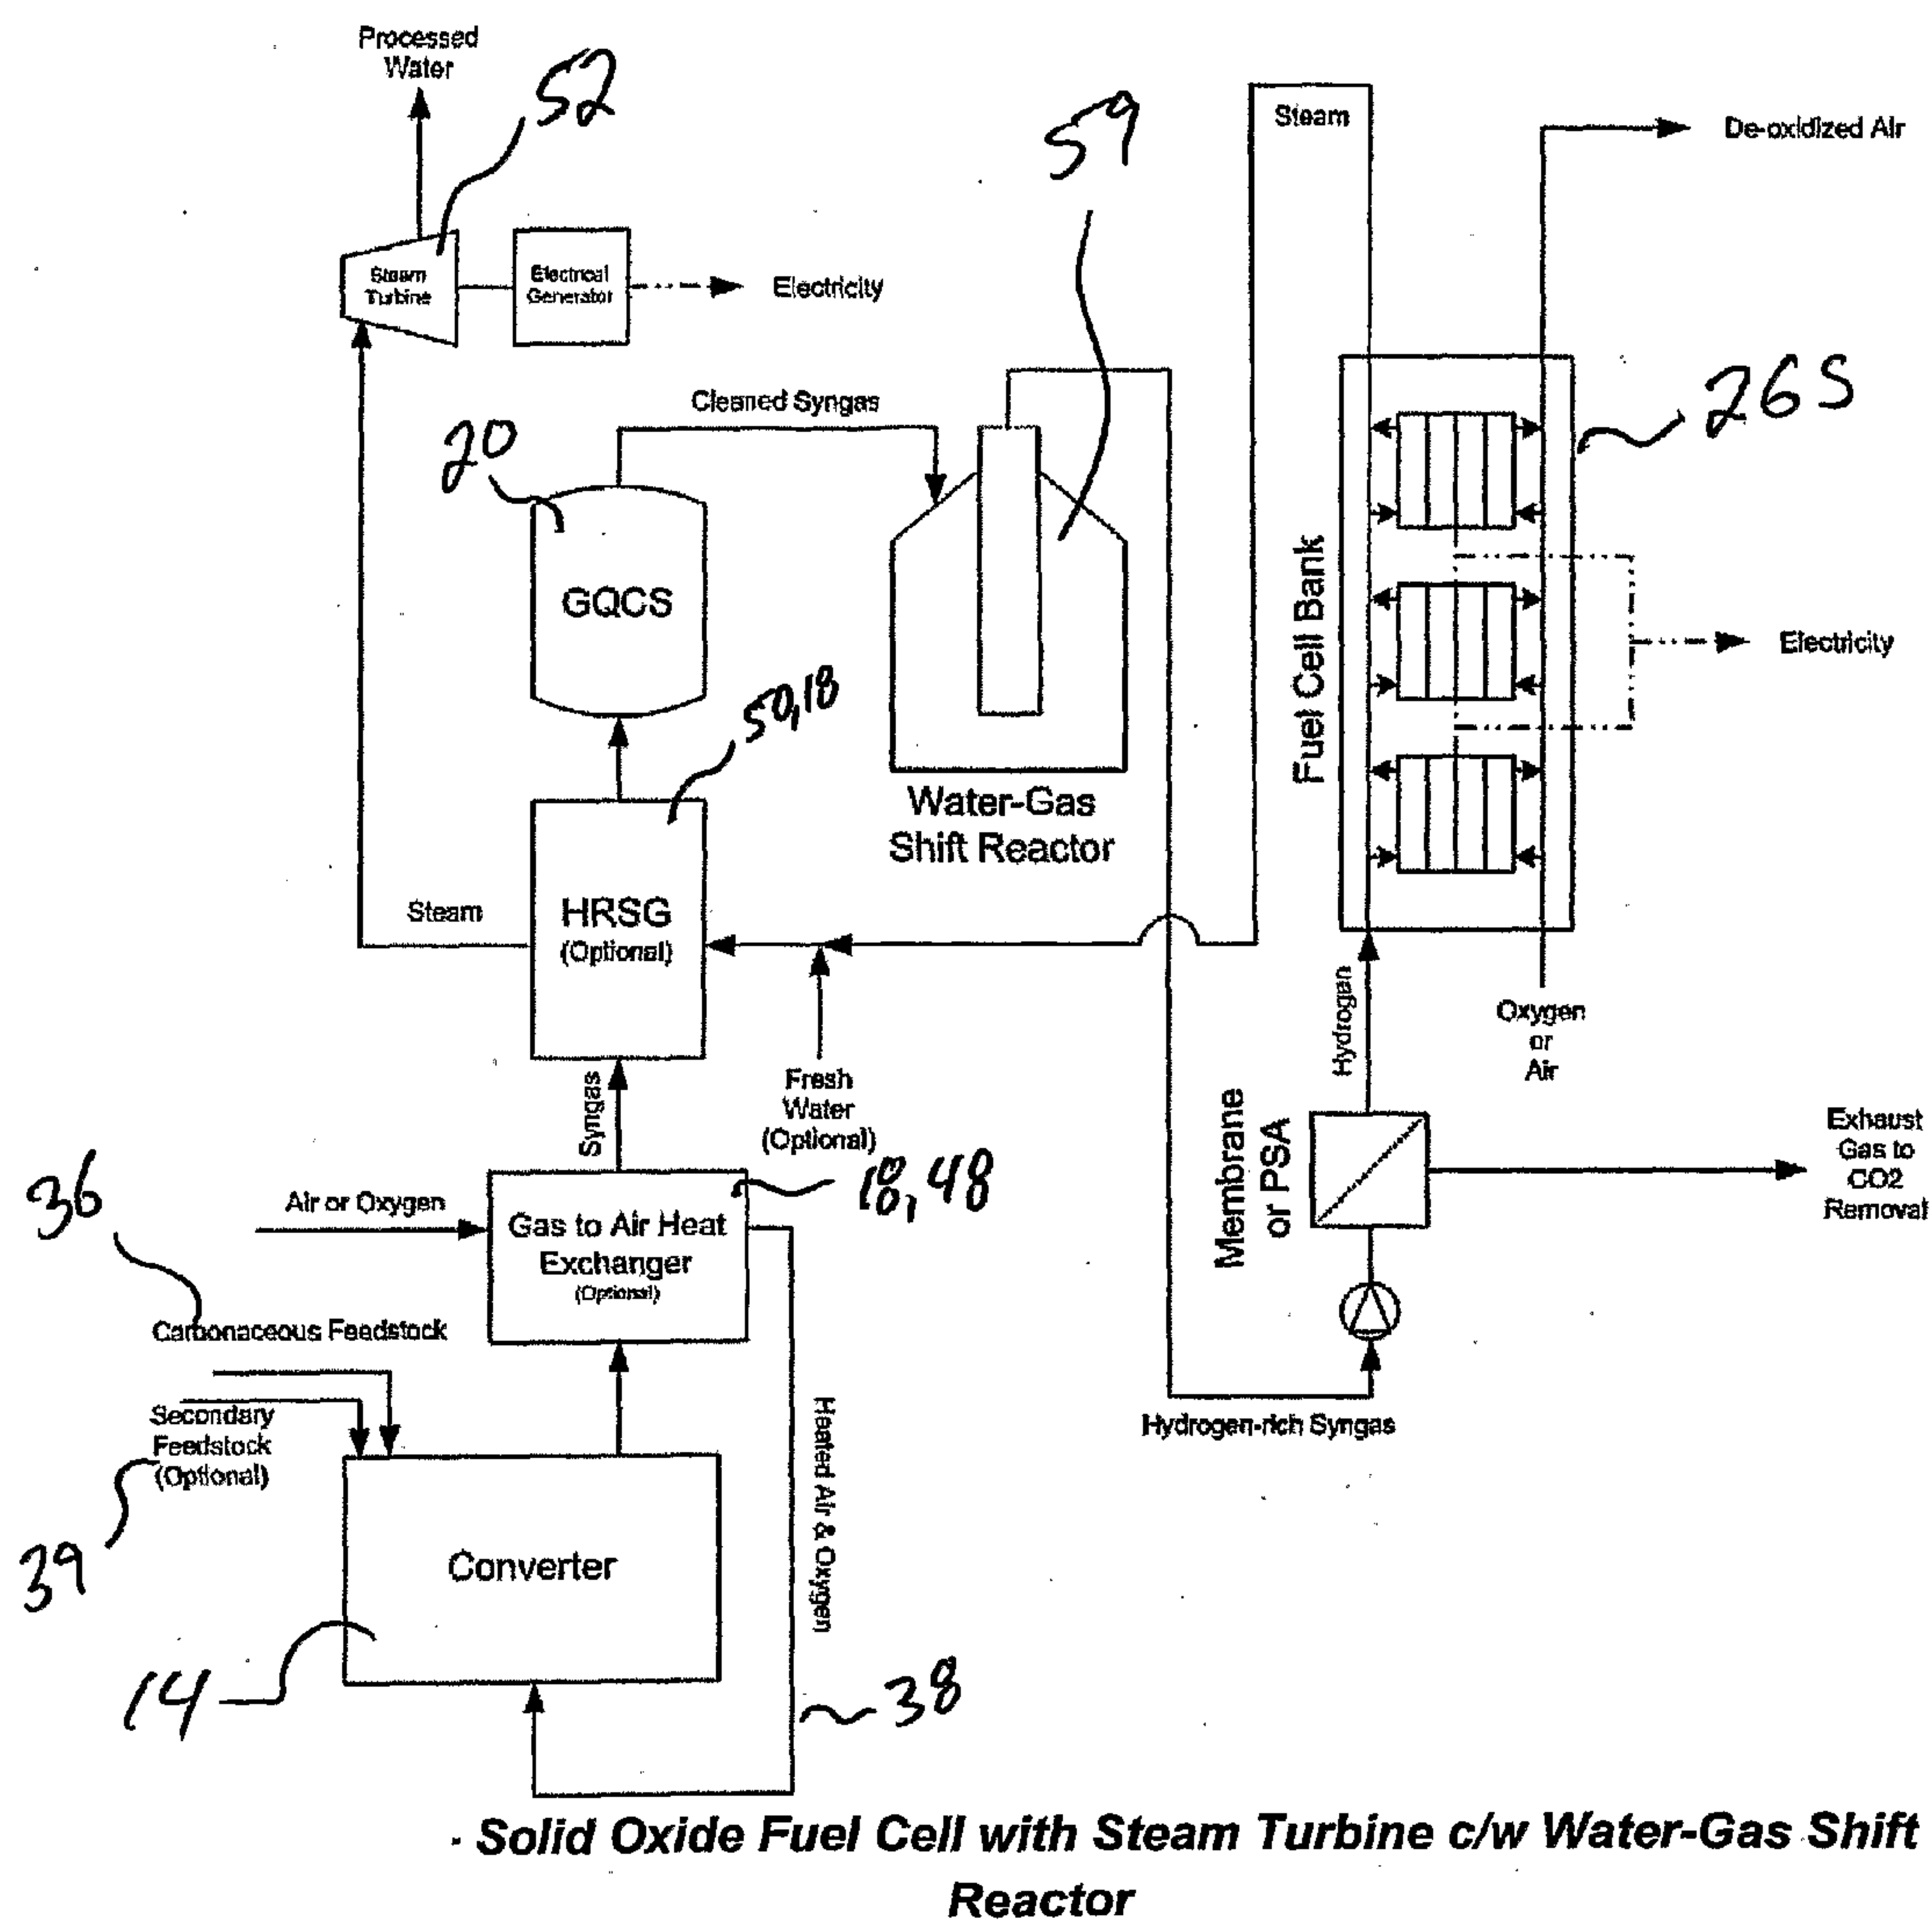 Processed
Water
52
Steam
Turbine
Electrical
Generator
Electricity
59
Steam
De-oxidized Air
26S
Cleaned Syngas
20
GQCS
50,18
Water-Gas
Shift Reactor
Fuel Cell Bank
Electricity
Steam
HRSG
(Optional)
Fresh
Water
(Optional)
Hydrogen
Oxygen
or
Air
Syngas
36
Air or Oxygen
Gas to Air Heat
Exchanger
(Optional)
18,48
Membrane
or PSA
Exhaust
Gas to
CO2
Removal
Carbonaceous Feedstock
Secondary
Feedstock
(Optional)
39
Heated Air & Oxygen
Hydrogen-rich Syngas
Converter
14
38
Solid Oxide Fuel Cell with Steam Turbine c/w Water-Gas Shift
Reactor